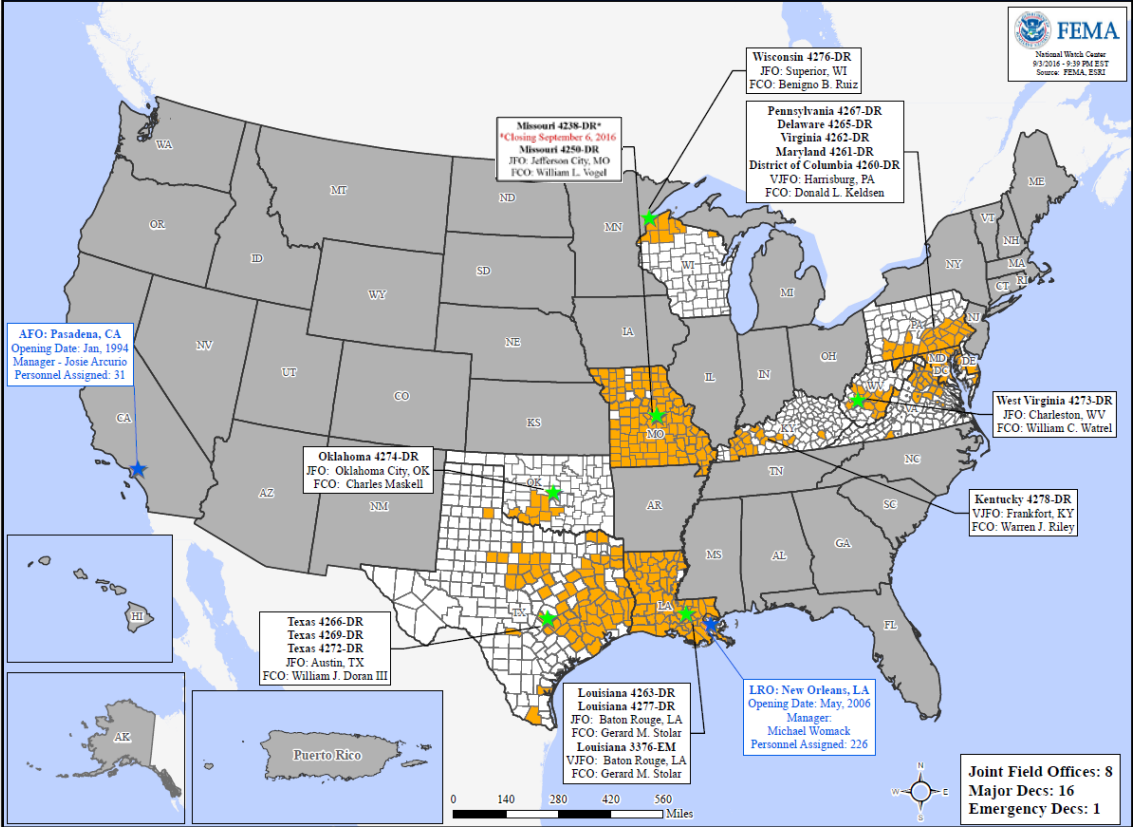 FEMA
National Watch Center
9/3/2016 - 9:39 PM EST
Source: FEMA, ESRI
Wisconsin 4276-DR
JFO: Superior, WI
FCO: Benigno B. Ruiz
Pennsylvania 4267-DR
Delaware 4265-DR
Virginia 4262-DR
Maryland 4261-DR
District of Columbia 4260-DR
VJFO: Harrisburg, PA
FCO: Donald L. Keldsen
Missouri 4238-DR*
*Closing September 6, 2016
Missouri 4250-DR
JFO: Jefferson City, MO
FCO: William L. Vogel
WA
MT
ND
MN
ME
OR
ID
SD
WI
VT
NH
NY
MA
CT
RI
WY
MI
IA
NE
PA
NJ
AFO: Pasadena, CA
Opening Date: Jan, 1994
Manager - Josie Arcurio
Personnel Assigned: 31
NV
UT
CO
IL
IN
OH
MD
DE
DC
WV
VA
CA
KS
MO
KY
West Virginia 4273-DR
JFO: Charleston, WV
FCO: William C. Watrel
Oklahoma 4274-DR
JFO: Oklahoma City, OK
FCO: Charles Maskell
AZ
NM
OK
AR
TN
NC
SC
Kentucky 4278-DR
VJFO: Frankfort, KY
FCO: Warren J. Riley
MS
AL
GA
HI
TX
LA
FL
Texas 4266-DR
Texas 4269-DR
Texas 4272-DR
JFO: Austin, TX
FCO: William J. Doran III
Louisiana 4263-DR
Louisiana 4277-DR
JFO: Baton Rouge, LA
FCO: Gerard M. Stolar
Louisiana 3376-EM
VJFO: Baton Rouge, LA
FCO: Gerard M. Stolar
LRO: New Orleans, LA
Opening Date: May, 2006
Manager:
Michael Womack
Personnel Assigned: 226
AK
Puerto Rico
0 140 280 420 560
Miles
N
W E
S
Joint Field Offices: 8
Major Decs: 16
Emergency Decs: 1